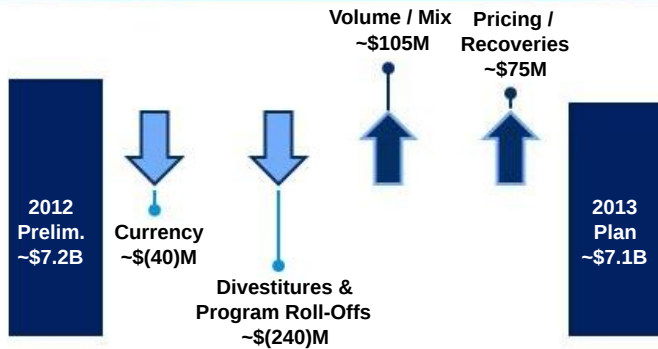 2012
Prelim.
~$7.2B
Currency
~$(40)M
Divestitures &
Program Roll-Offs
~$(240)M
Volume / Mix
~$105M
Pricing /
Recoveries
~$75M
2013
Plan
~$7.1B